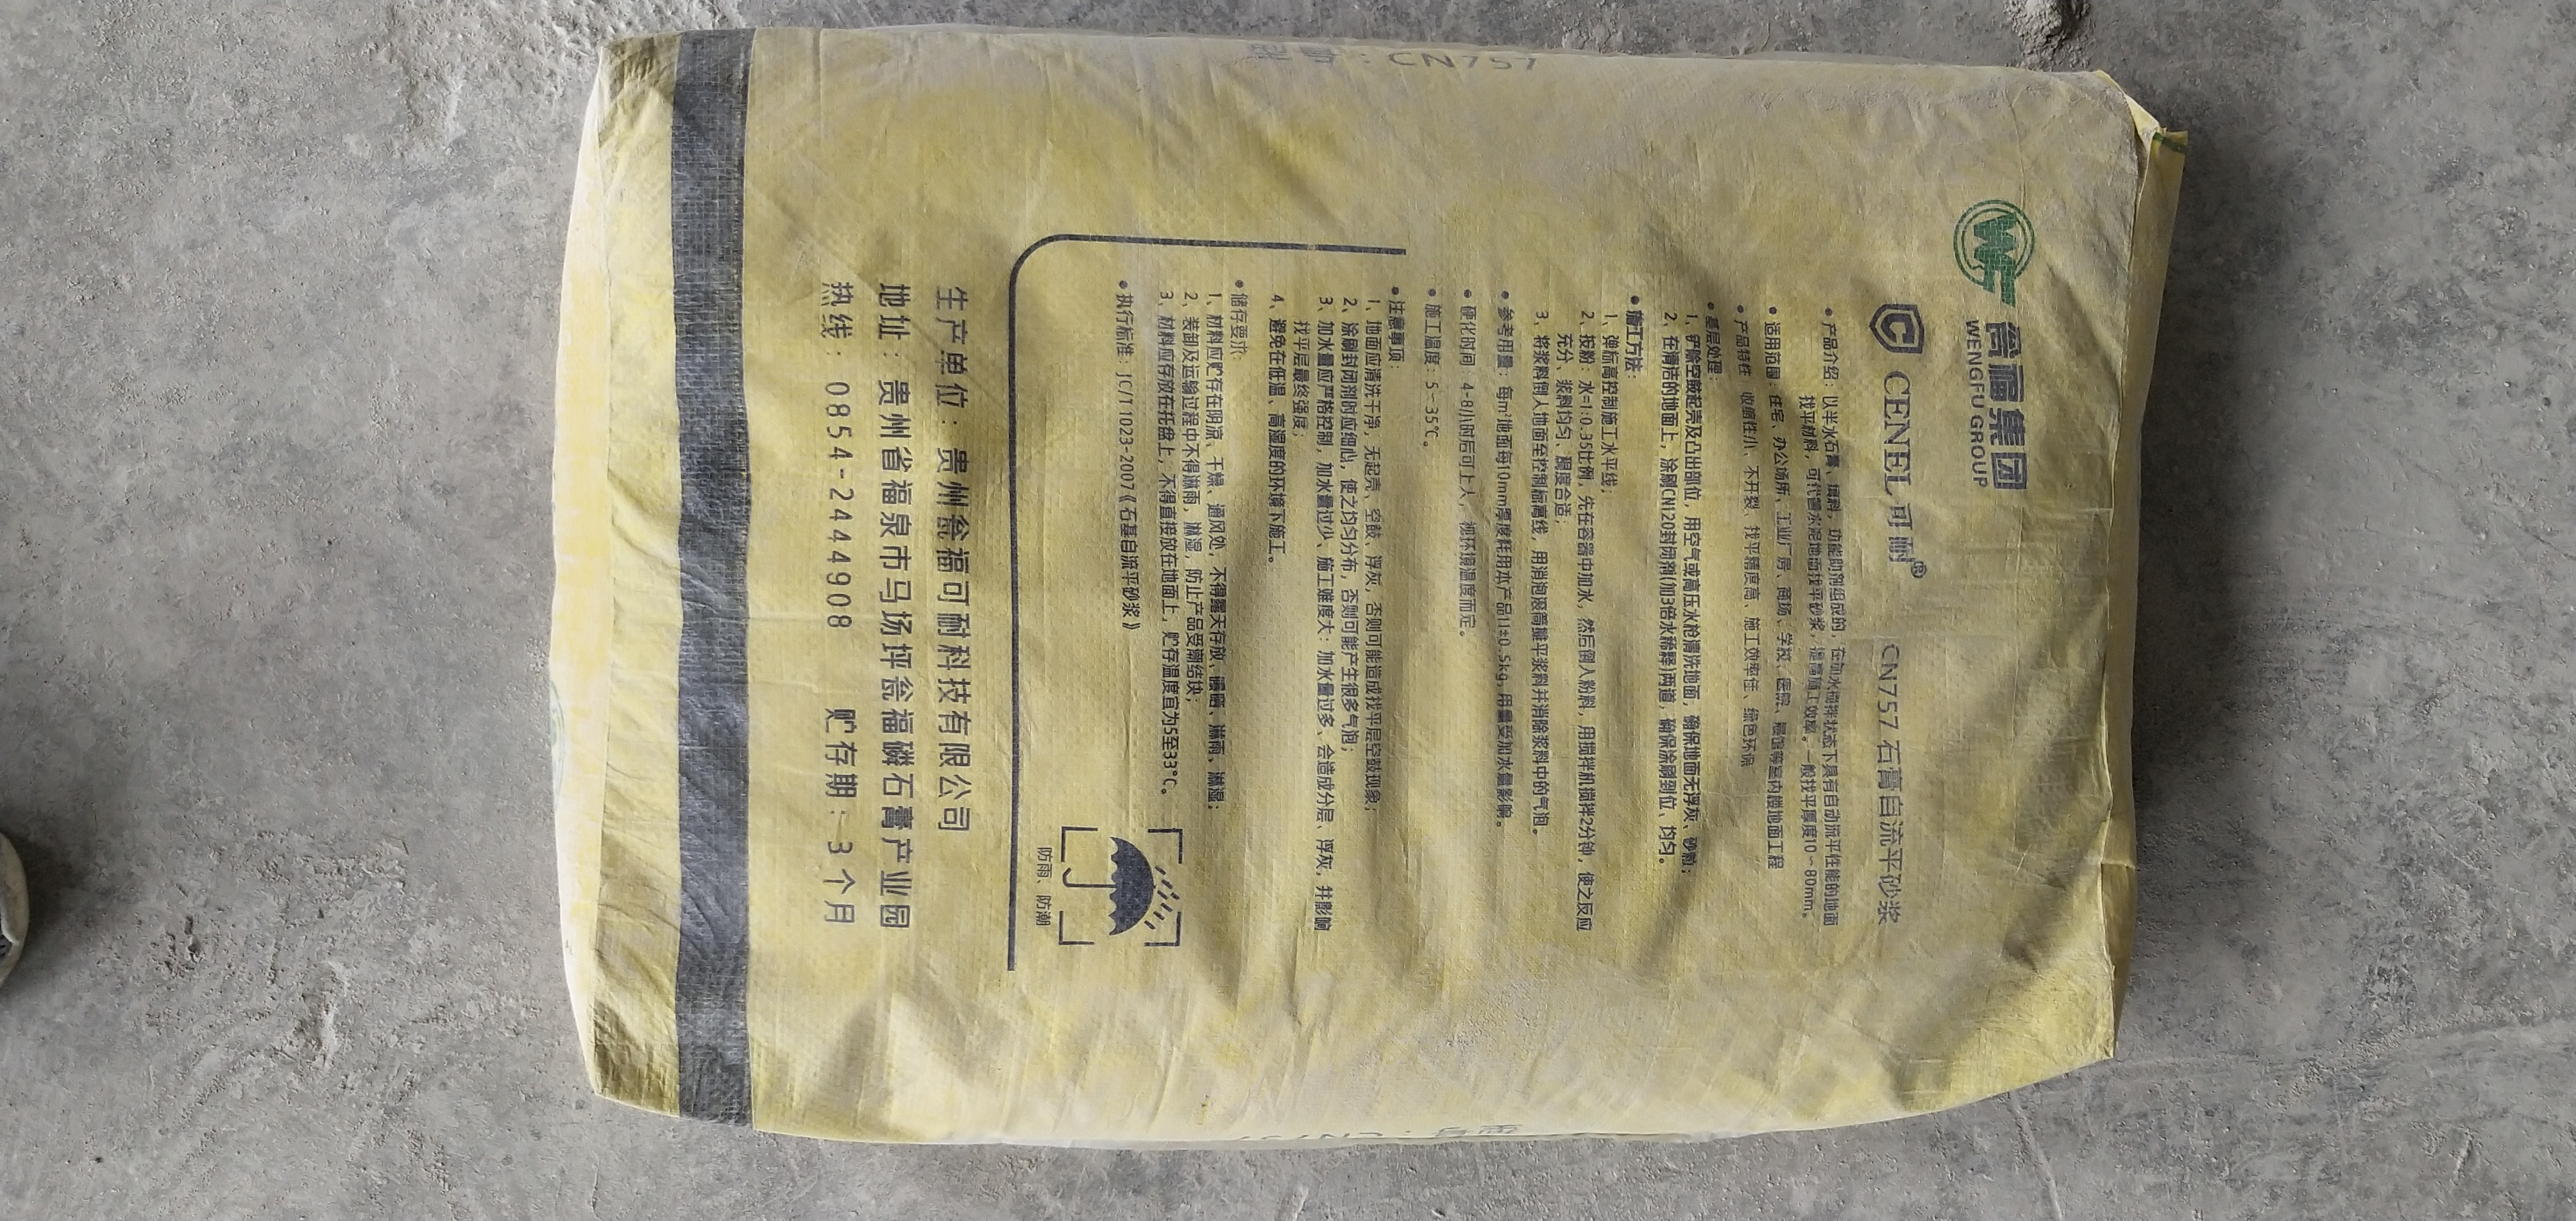 翁福集团
WENGFU GROUP
CENEL可耐®
CN757 石膏自流平砂浆
•产品介绍：以半水石膏、填料，功能助剂组成的，在加水搅拌状态下具有自动流平性能的地面
找平材料，可代替水泥地面找平砂浆，提高施工效率。一般找平厚度10~80mm。
•适用范围：住宅、办公场所、工业厂房、商场、学校、医院、展馆等室内楼地面工程
•产品特性 收缩性小、不开裂、找平精度高、施工效率佳、绿色环保
•基层处理：
1、铲除空鼓起壳及凸出部位，用空气或高压水枪清洗地面，确保地面无浮灰、砂粒；
2、在清洁的地面上，涂刷CN120封闭剂(加3倍水稀释)两道，确保涂刷到位、均匀。
•施工方法：
1、弹标高控制施工水平线；
2、按粉：水=1:0.35比例，先在容器中加水，然后倒入粉料，用搅拌机搅拌2分钟，使之反应
充分、浆料均匀、稠度合适；
3、将浆料倒入地面至控制标高线，用消泡滚筒推平浆料并消除浆料中的气泡。
•参考用量：每m²地面每10mm厚度耗用本产品11±0.5kg，用量受加水量影响。
•硬化时间 4-8小时后可上人，视环境温度而定。
•施工温度：5~35℃。
•注意事项：
1、地面应清洗干净，无起壳、空鼓、浮灰，否则可能造成找平层空鼓现象；
2、涂刷封闭剂时应细心，使之均匀分布，否则可能产生很多气泡；
3、加水量应严格控制，加水量过少、施工难度大；加水量过多、会造成分层、浮灰，并影响
找平层最终强度；
4、避免在低温、高湿度的环境下施工。
•储存要求：
1、材料应贮存在阴凉、干燥、通风处，不得露天存放、曝晒、淋雨，淋湿；
2、装卸及运输过程中不得淋雨，淋湿，防止产品受潮结块；
3、材料应存放在托盘上，不得直接放在地面上，贮存温度宜为5至33°C。
•执行标准：JC/T 1023-2007《石基自流平砂浆》
防雨、防潮
生产单位：贵州瓮福可耐科技有限公司
地址：贵州省福泉市马场坪瓮福磷石膏产业园
热线：0854-2444908 贮存期：3个月
型号：CN757